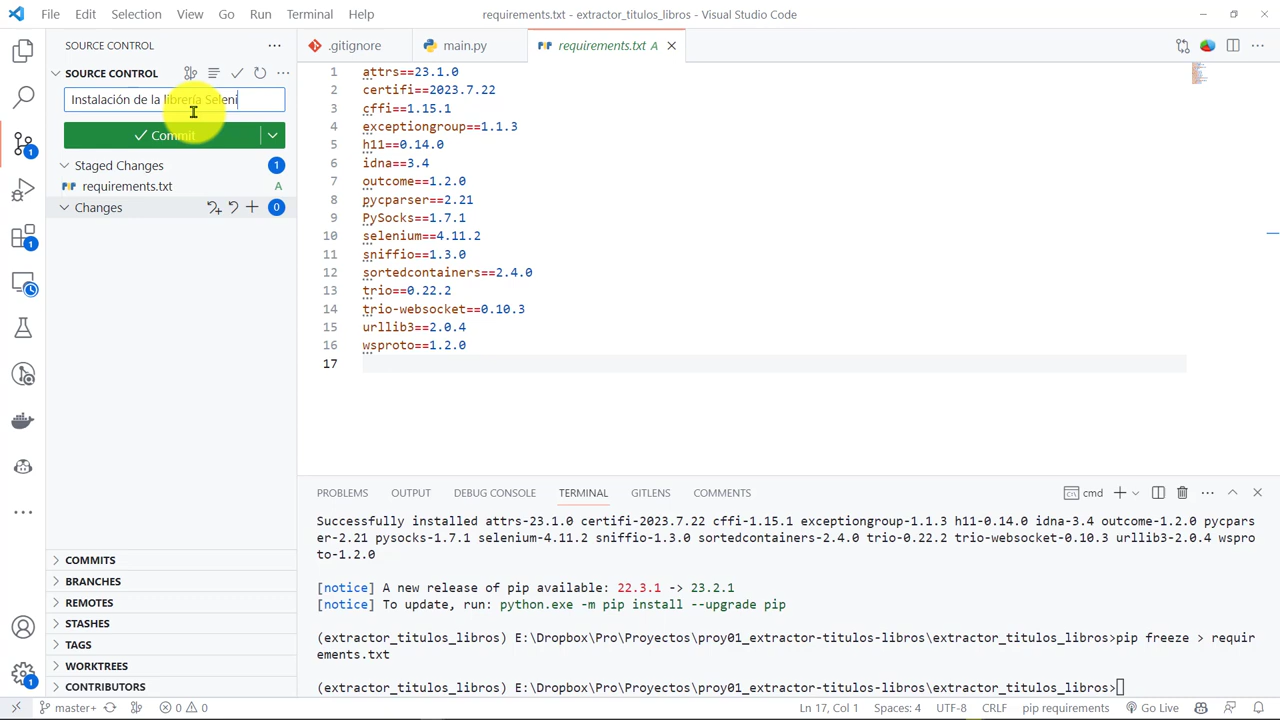 File Edit Selection View Go Run Terminal Help requirements.txt - extractor_titulos_libros - Visual Studio Code
SOURCE CONTROL
.gitignore main.py requirements.txt A
SOURCE CONTROL
Instalación de la librería Seleni
Commit
Staged Changes 1
requirements.txt A
Changes 0
1 attrs==23.1.0
2 certifi==2023.7.22
3 cffi==1.15.1
4 exceptiongroup==1.1.3
5 h11==0.14.0
6 idna==3.4
7 outcome==1.2.0
8 pycparser==2.21
9 PySocks==1.7.1
10 selenium==4.11.2
11 sniffio==1.3.0
12 sortedcontainers==2.4.0
13 trio==0.22.2
14 trio-websocket==0.10.3
15 urllib3==2.0.4
16 wsproto==1.2.0
17
1
1
1
COMMITS
BRANCHES
REMOTES
STASHES
TAGS
WORKTREES
CONTRIBUTORS
PROBLEMS OUTPUT DEBUG CONSOLE TERMINAL GITLENS COMMENTS cmd
Successfully installed attrs-23.1.0 certifi-2023.7.22 cffi-1.15.1 exceptiongroup-1.1.3 h11-0.14.0 idna-3.4 outcome-1.2.0 pycpars
er-2.21 pysocks-1.7.1 selenium-4.11.2 sniffio-1.3.0 sortedcontainers-2.4.0 trio-0.22.2 trio-websocket-0.10.3 urllib3-2.0.4 wspro
to-1.2.0
[notice] A new release of pip available: 22.3.1 -> 23.2.1
[notice] To update, run: python.exe -m pip install --upgrade pip
(extractor_titulos_libros) E:\Dropbox\Pro\Proyectos\proy01_extractor-titulos-libros\extractor_titulos_libros>pip freeze > requir
ements.txt
(extractor_titulos_libros) E:\Dropbox\Pro\Proyectos\proy01_extractor-titulos-libros\extractor_titulos_libros>
master+ 0 0 Ln 17, Col 1 Spaces: 4 UTF-8 CRLF pip requirements Go Live